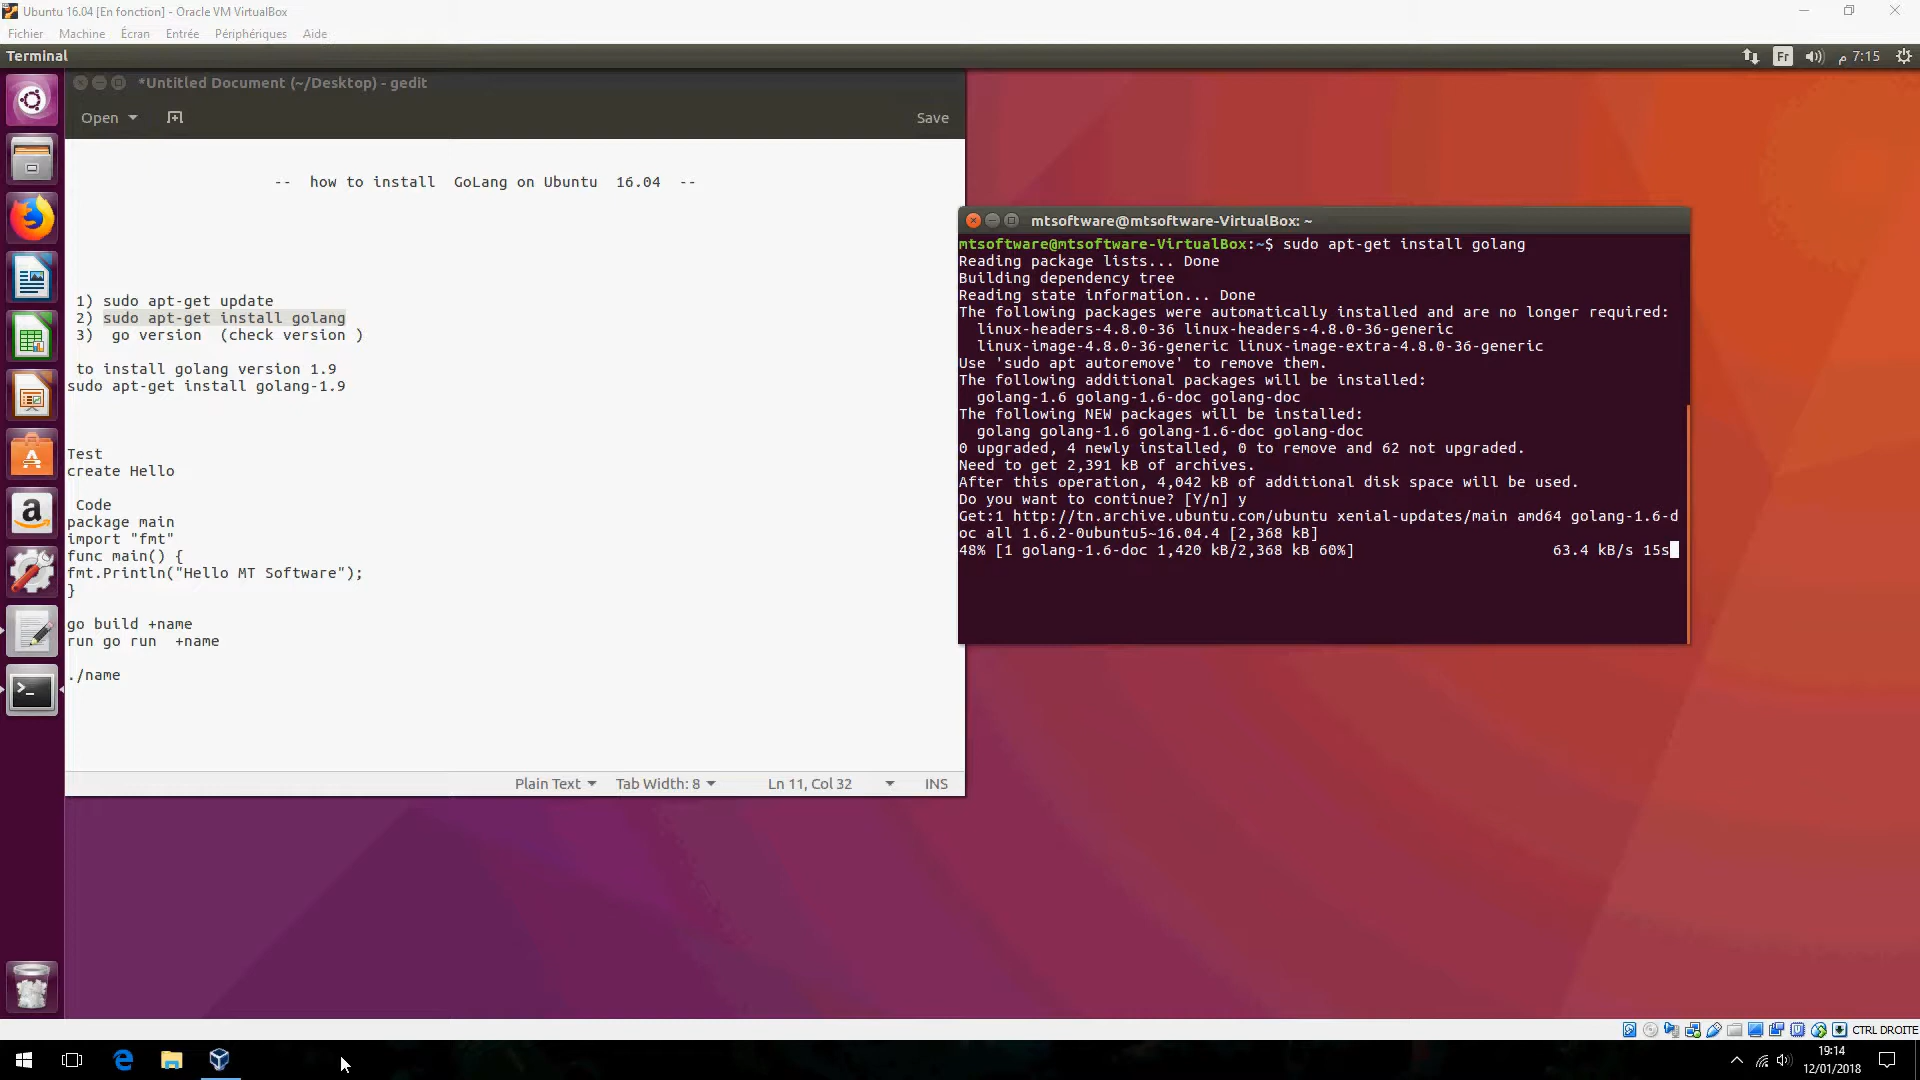 Ubuntu 16.04 [En fonction] - Oracle VM VirtualBox
Fichier Machine Écran Entrée Périphériques Aide
Terminal
Fr
7:15 م
*Untitled Document (~/Desktop) - gedit
Open
Save
-- how to install GoLang on Ubuntu 16.04 --
1) sudo apt-get update
2) sudo apt-get install golang
3) go version (check version )
to install golang version 1.9
sudo apt-get install golang-1.9
Test
create Hello
Code
package main
import "fmt"
func main() {
fmt.Println("Hello MT Software");
}
go build +name
run go run +name
./name
Plain Text Tab Width: 8 Ln 11, Col 32 INS
mtsoftware@mtsoftware-VirtualBox: ~
mtsoftware@mtsoftware-VirtualBox:~$ sudo apt-get install golang
Reading package lists... Done
Building dependency tree
Reading state information... Done
The following packages were automatically installed and are no longer required:
linux-headers-4.8.0-36 linux-headers-4.8.0-36-generic
linux-image-4.8.0-36-generic linux-image-extra-4.8.0-36-generic
Use 'sudo apt autoremove' to remove them.
The following additional packages will be installed:
golang-1.6 golang-1.6-doc golang-doc
The following NEW packages will be installed:
golang golang-1.6 golang-1.6-doc golang-doc
0 upgraded, 4 newly installed, 0 to remove and 62 not upgraded.
Need to get 2,391 kB of archives.
After this operation, 4,042 kB of additional disk space will be used.
Do you want to continue? [Y/n] y
Get:1 http://tn.archive.ubuntu.com/ubuntu xenial-updates/main amd64 golang-1.6-d
oc all 1.6.2-0ubuntu5~16.04.4 [2,368 kB]
48% [1 golang-1.6-doc 1,420 kB/2,368 kB 60%] 63.4 kB/s 15s
CTRL DROITE
19:14
12/01/2018